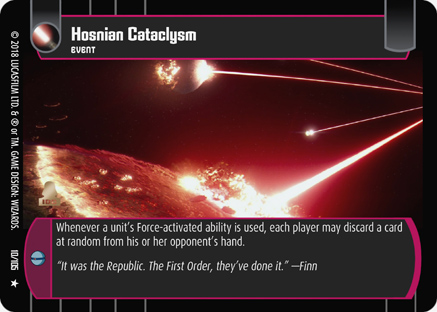 Hosnian Cataclysm
EVENT
Whenever a unit's Force-activated ability is used, each player may discard a card
at random from his or her opponent's hand.
"It was the Republic. The First Order, they've done it." —Finn
© 2018 LUCASFILM LTD. & ® or TM. GAME DESIGN: WIZARDS.